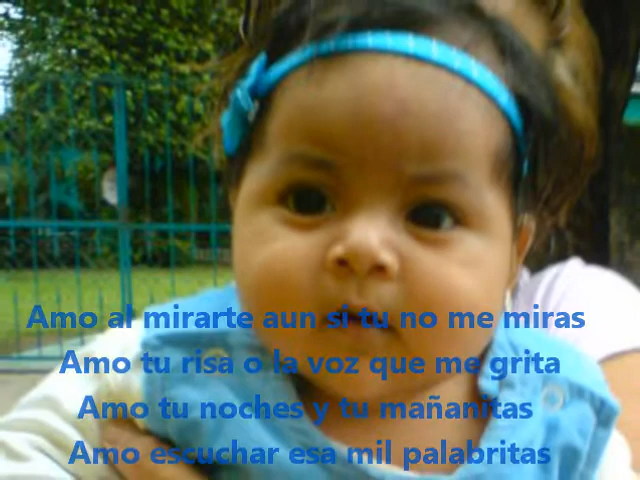 Amo al mirarte aun si tu no me miras
Amo tu risa o la voz que me grita
Amo tu noches y tu mañanitas
Amo escuchar esa mil palabritas